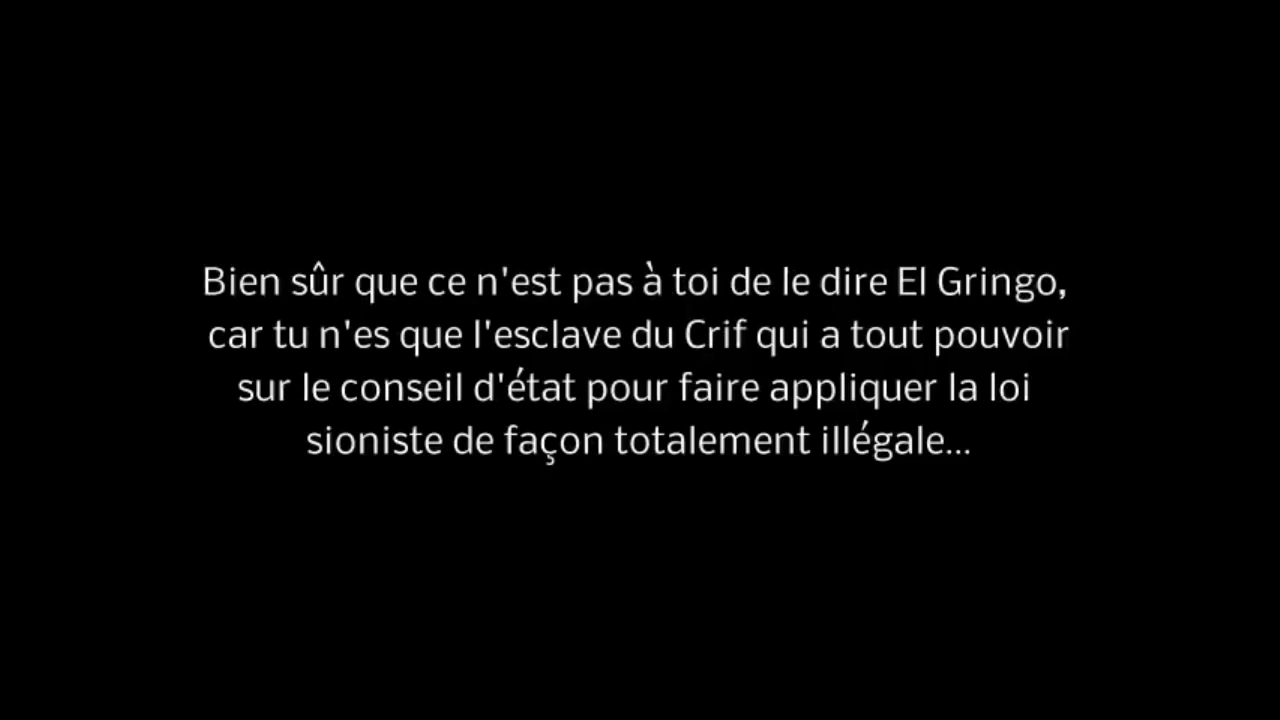 Bien sûr que ce n'est pas à toi de le dire El Gringo,
car tu n'es que l'esclave du Crif qui a tout pouvoir
sur le conseil d'état pour faire appliquer la loi
sioniste de façon totalement illégale...